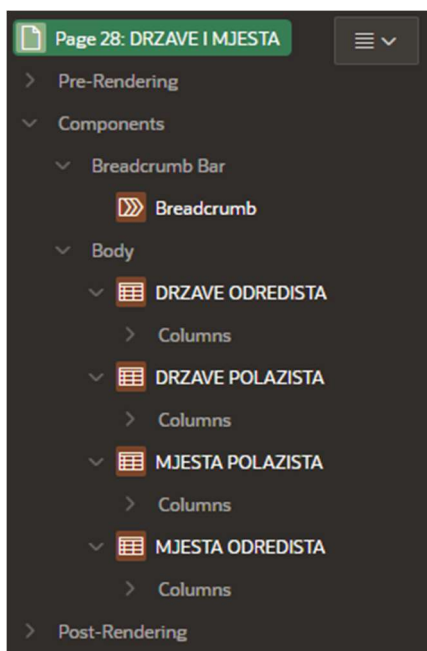 Page 28: DRZAVE I MJESTA
Pre-Rendering
Components
Breadcrumb Bar
Breadcrumb
Body
DRZAVE ODREDISTA
Columns
DRZAVE POLAZISTA
Columns
MJESTA POLAZISTA
Columns
MJESTA ODREDISTA
Columns
Post-Rendering